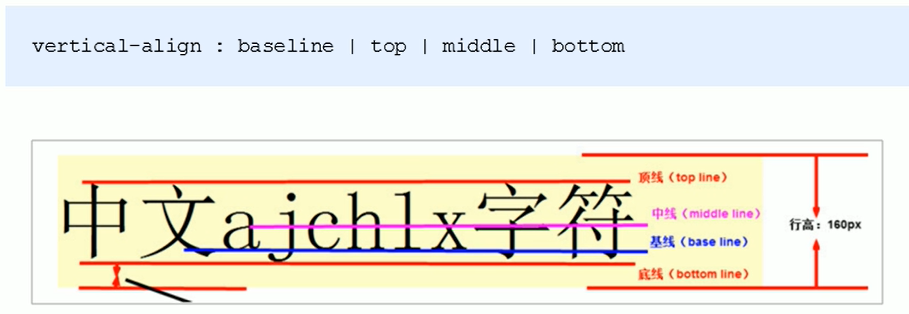 vertical-align : baseline | top | middle | bottom
顶线（top line）
中文ajchlx字符
中线（middle line）
行高：160px
基线（base line）
底线（bottom line）